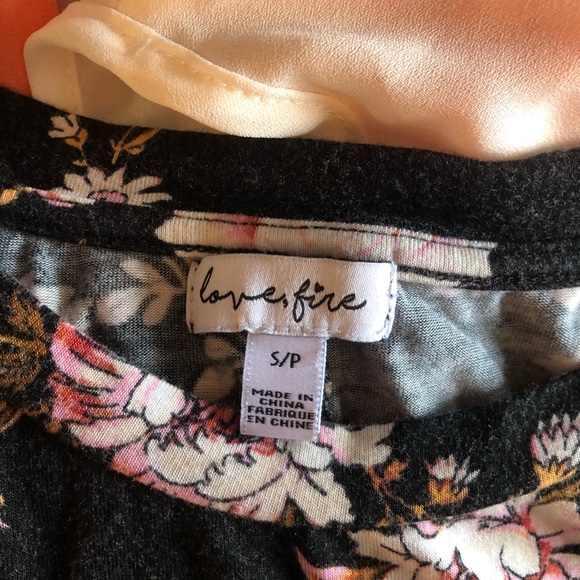 love, fire
S/P
MADE IN
CHINA
FABRIQUE
EN CHINE